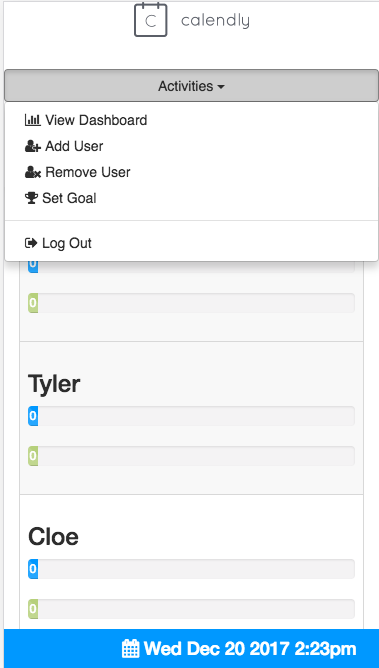 C calendly
Activities
View Dashboard
Add User
Remove User
Set Goal
Log Out
0
0
Tyler
0
0
Cloe
0
0
Wed Dec 20 2017 2:23pm